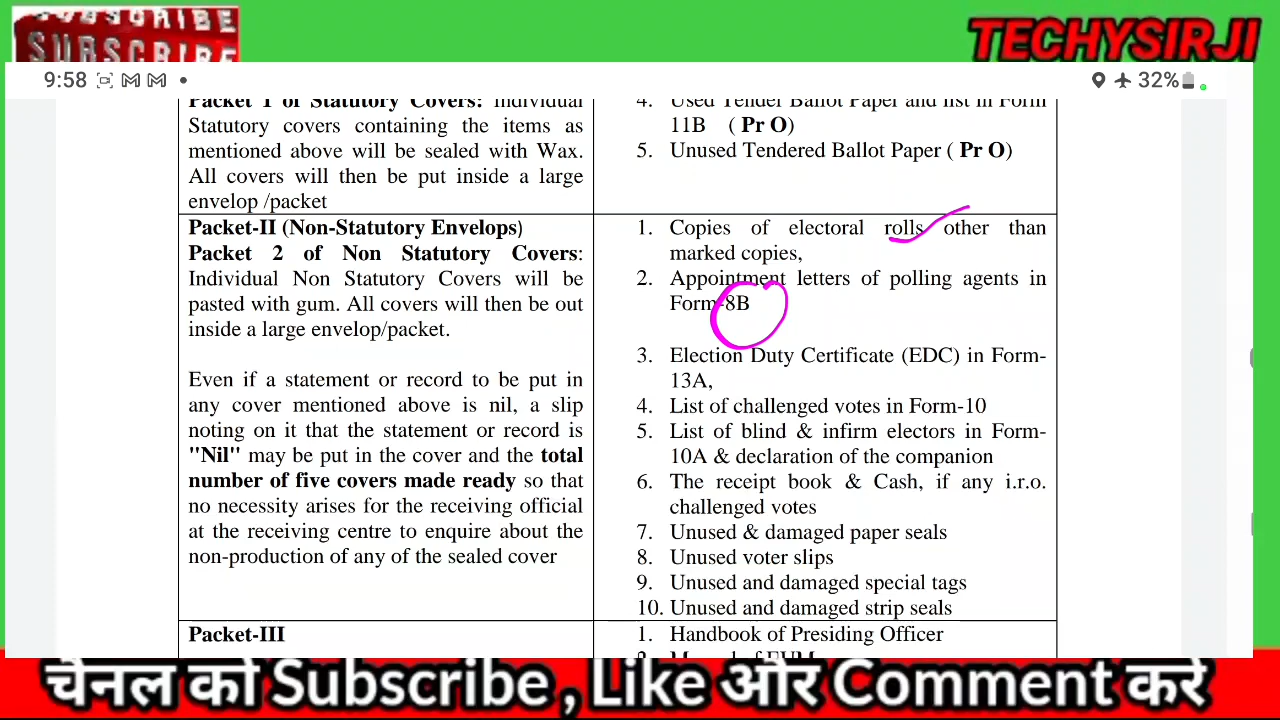 SUBSCRIBE
SUBSCRIBE
TECHYSIRJI
9:58
32%
Packet 1 of Statutory Covers: Individual
Statutory covers containing the items as
mentioned above will be sealed with Wax.
All covers will then be put inside a large
envelop /packet
4. Used Tender Ballot Paper and list in Form
11B ( Pr O)
5. Unused Tendered Ballot Paper ( Pr O)
Packet-II (Non-Statutory Envelops)
Packet 2 of Non Statutory Covers:
Individual Non Statutory Covers will be
pasted with gum. All covers will then be out
inside a large envelop/packet.
Even if a statement or record to be put in
any cover mentioned above is nil, a slip
noting on it that the statement or record is
"Nil" may be put in the cover and the total
number of five covers made ready so that
no necessity arises for the receiving official
at the receiving centre to enquire about the
non-production of any of the sealed cover
1. Copies of electoral rolls other than
marked copies,
2. Appointment letters of polling agents in
Form-8B
3. Election Duty Certificate (EDC) in Form-
13A,
4. List of challenged votes in Form-10
5. List of blind & infirm electors in Form-
10A & declaration of the companion
6. The receipt book & Cash, if any i.r.o.
challenged votes
7. Unused & damaged paper seals
8. Unused voter slips
9. Unused and damaged special tags
10. Unused and damaged strip seals
Packet-III
1. Handbook of Presiding Officer
चैनल को Subscribe , Like और Comment करें